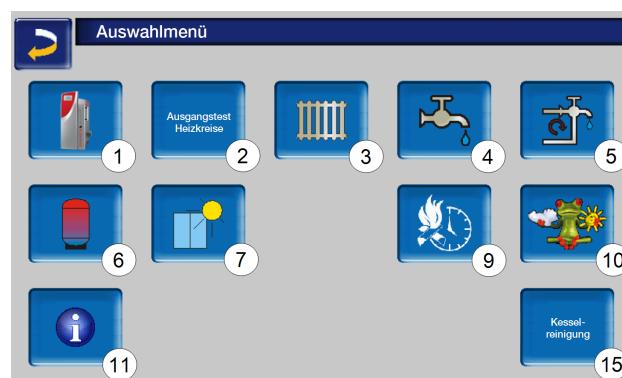 Auswahlmenü
Ausgangstest
Heizkreise
1
2
3
4
5
6
7
9
10
i
11
Kessel-
reinigung
15